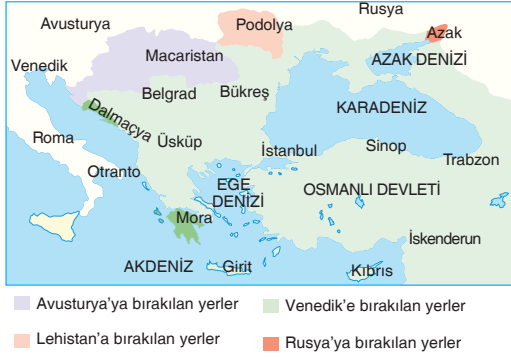 Rusya
Avusturya
Podolya
Azak
Macaristan
AZAK DENİZİ
Venedik
Belgrad
Bükreş
Dalmaçya
KARADENİZ
Roma
Üsküp
İstanbul
Sinop
Trabzon
Otranto
EGE
DENİZİ
OSMANLI DEVLETİ
Mora
İskenderun
AKDENİZ
Girit
Kıbrıs
Avusturya'ya bırakılan yerler
Venedik'e bırakılan yerler
Lehistan'a bırakılan yerler
Rusya'ya bırakılan yerler